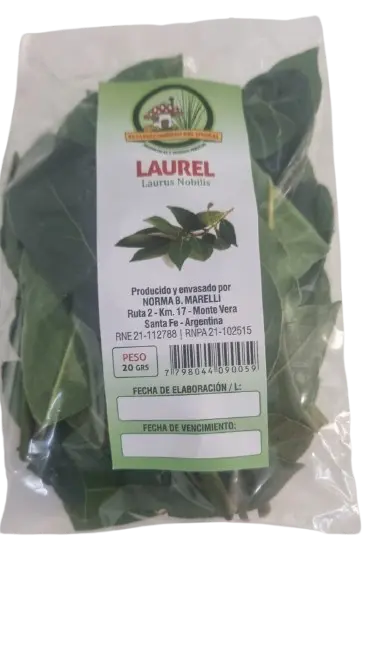 LAUREL
Laurus Nobilis
Producido y envasado por
NORMA B. MARELLI
Ruta 2 - Km. 17 - Monte Vera
Santa Fe - Argentina
RNE 21-112788 | RNPA 21-102515
PESO
20 GRS
7 798044 090059
FECHA DE ELABORACIÓN / L:
FECHA DE VENCIMIENTO: